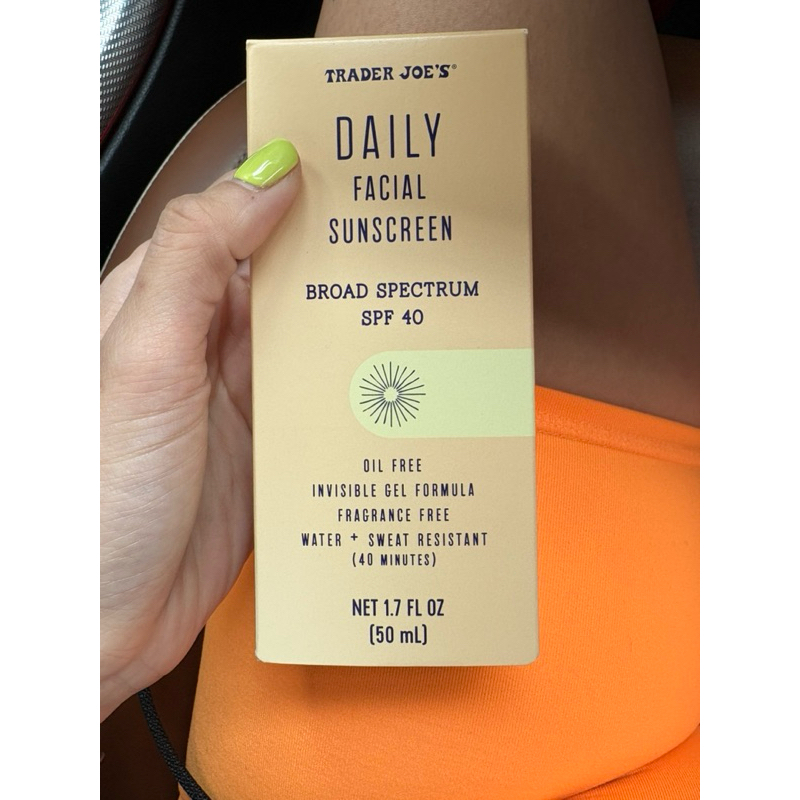 TRADER JOE'S®
DAILY
FACIAL
SUNSCREEN
BROAD SPECTRUM
SPF 40
OIL FREE
INVISIBLE GEL FORMULA
FRAGRANCE FREE
WATER + SWEAT RESISTANT
(40 MINUTES)
NET 1.7 FL OZ
(50 mL)